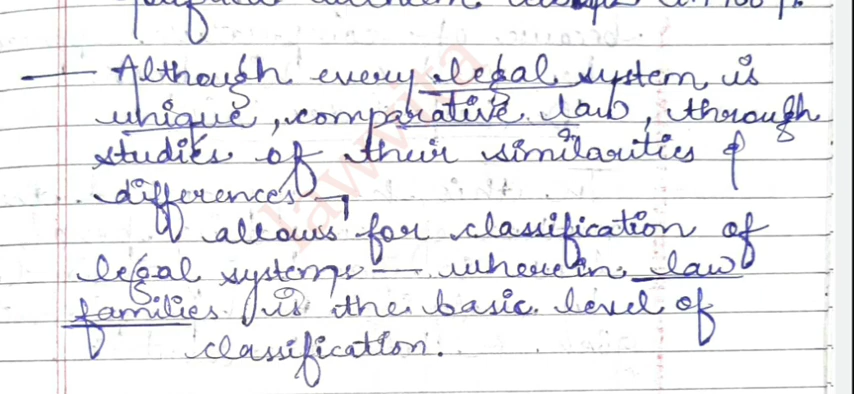 — Although every legal system is
unique, comparative law, through
studies of their similarities &
differences →
allows for classification of
legal systems — wherein law
families is the basic level of
classification.